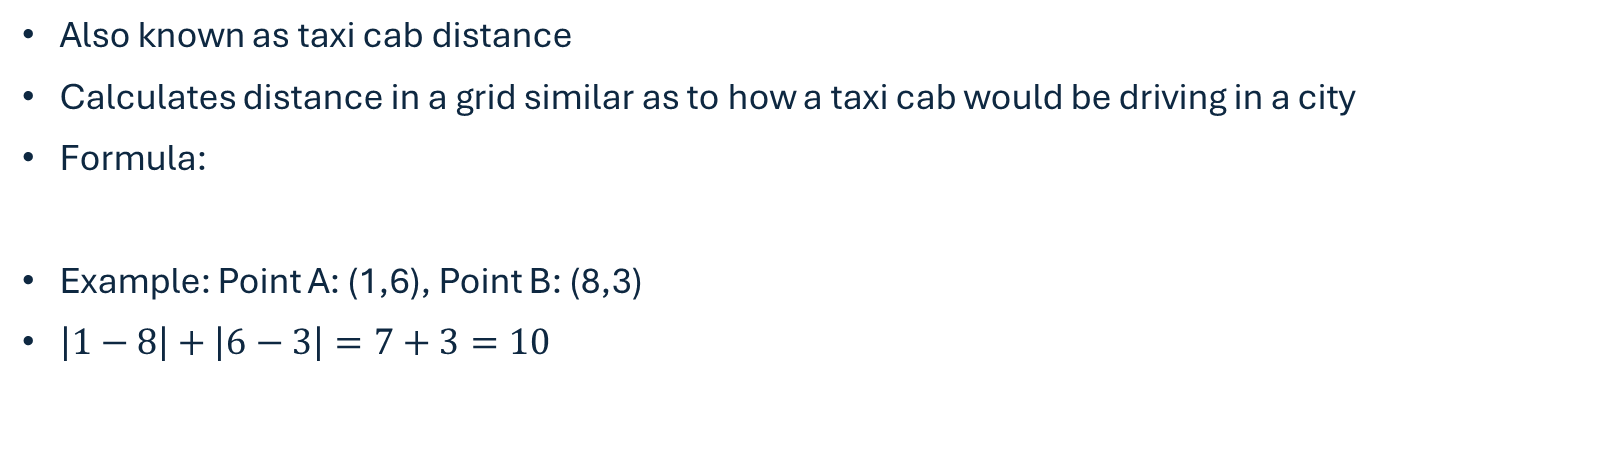 • Also known as taxi cab distance
• Calculates distance in a grid similar as to how a taxi cab would be driving in a city
• Formula:
• Example: Point A: (1,6), Point B: (8,3)
• |1 − 8| + |6 − 3| = 7 + 3 = 10